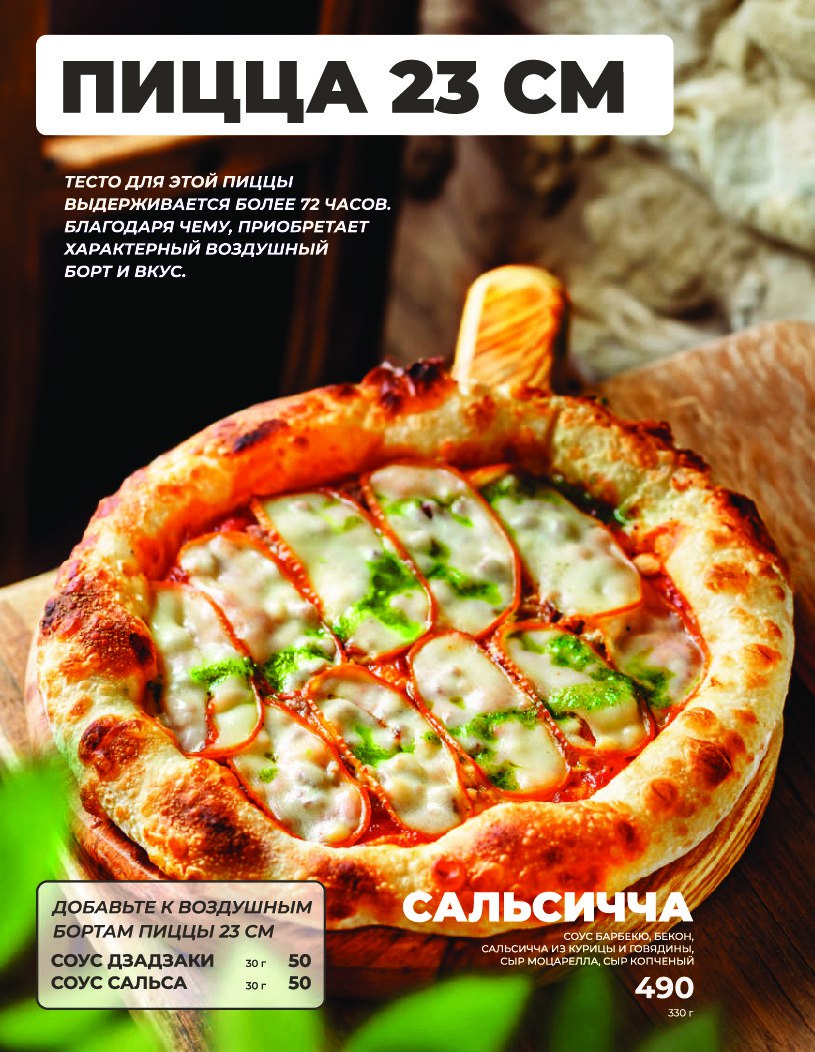 ПИЦЦА 23 СМ
ТЕСТО ДЛЯ ЭТОЙ ПИЦЦЫ
ВЫДЕРЖИВАЕТСЯ БОЛЕЕ 72 ЧАСОВ.
БЛАГОДАРЯ ЧЕМУ, ПРИОБРЕТАЕТ
ХАРАКТЕРНЫЙ ВОЗДУШНЫЙ
БОРТ И ВКУС.
ДОБАВЬТЕ К ВОЗДУШНЫМ
БОРТАМ ПИЦЦЫ 23 СМ
СОУС ДЗАДЗАКИ 30 г 50
СОУС САЛЬСА 30 г 50
САЛЬСИЧЧА
СОУС БАРБЕКЮ, БЕКОН,
САЛЬСИЧЧА ИЗ КУРИЦЫ И ГОВЯДИНЫ,
СЫР МОЦАРЕЛЛА, СЫР КОПЧЕНЫЙ
490
330 г